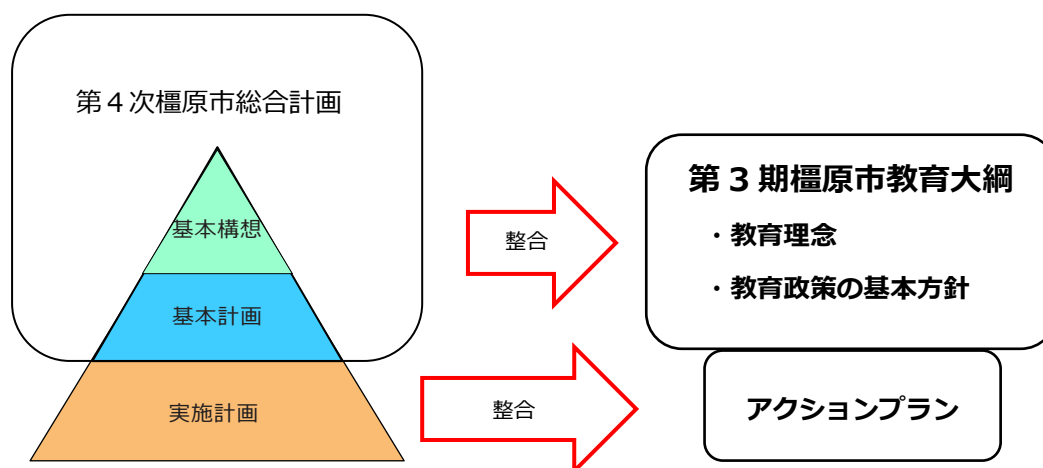 第４次橿原市総合計画
基本構想
基本計画
実施計画
整合
整合
第３期橿原市教育大綱
・教育理念
・教育政策の基本方針
アクションプラン